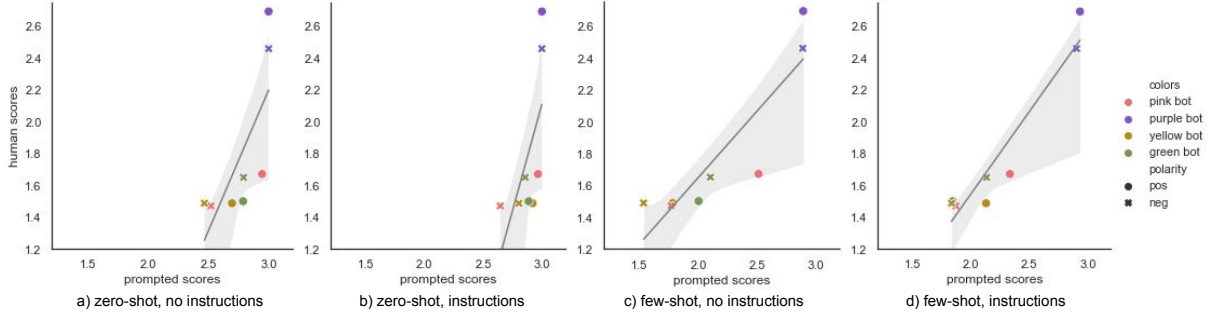 human scores
2.6
2.4
2.2
2.0
1.8
1.6
1.4
1.2
1.5 2.0 2.5 3.0
prompted scores
a) zero-shot, no instructions
2.6
2.4
2.2
2.0
1.8
1.6
1.4
1.2
1.5 2.0 2.5 3.0
prompted scores
b) zero-shot, instructions
2.6
2.4
2.2
2.0
1.8
1.6
1.4
1.2
1.5 2.0 2.5 3.0
prompted scores
c) few-shot, no instructions
2.6
2.4
2.2
2.0
1.8
1.6
1.4
1.2
1.5 2.0 2.5 3.0
prompted scores
d) few-shot, instructions
colors
pink bot
purple bot
yellow bot
green bot
polarity
pos
neg